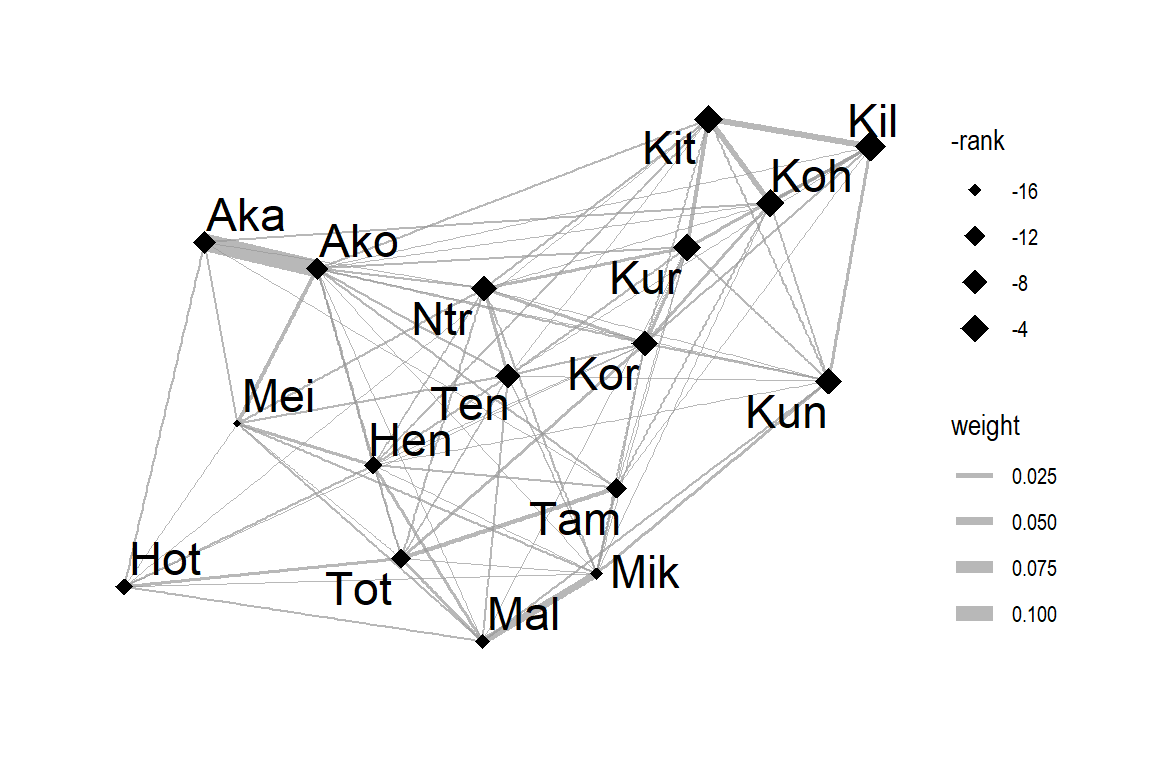 Kil
Kit
Koh
Aka
Ako
Kur
Ntr
Kor
Mei
Ten
Kun
Hen
Tam
Hot
Tot
Mik
Mal
-rank
-16
-12
-8
-4
weight
0.025
0.050
0.075
0.100